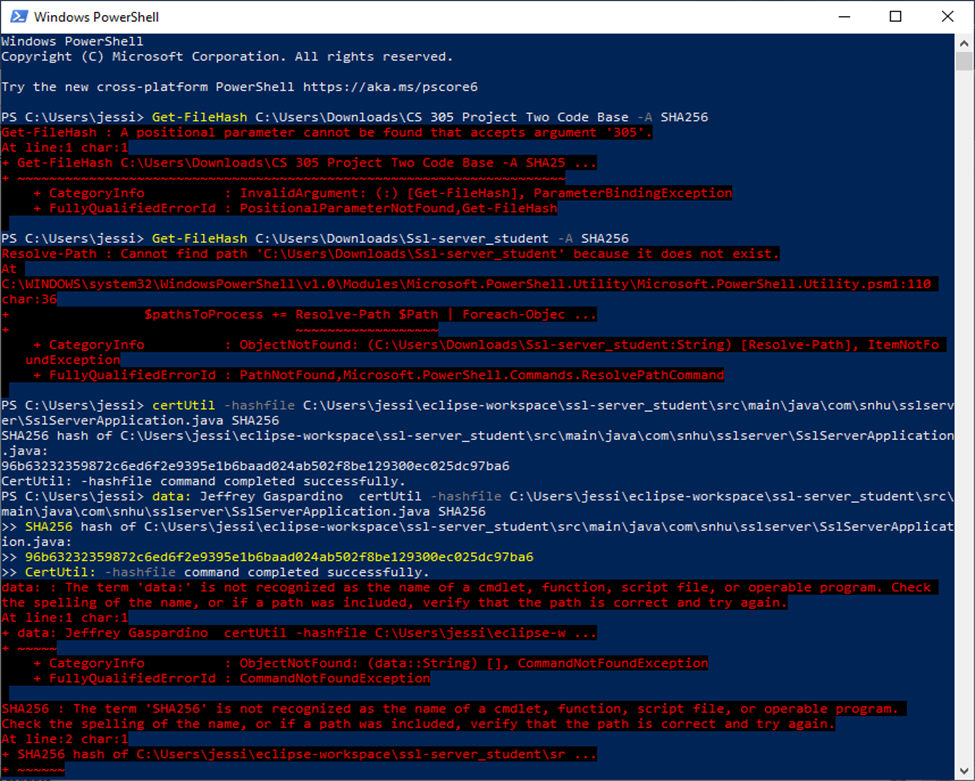 Windows PowerShell
Windows PowerShell
Copyright (C) Microsoft Corporation. All rights reserved.
Try the new cross-platform PowerShell https://aka.ms/pscore6
PS C:\Users\jessi> Get-FileHash C:\Users\Downloads\CS 305 Project Two Code Base -A SHA256
Get-FileHash : A positional parameter cannot be found that accepts argument '305'.
At line:1 char:1
+ Get-FileHash C:\Users\Downloads\CS 305 Project Two Code Base -A SHA25 ...
+ ~~~~~~~~~~~~~~~~~~~~~~~~~~~~~~~~~~~~~~~~~~~~~~~~~~~~~~~~~~~~~~~~~~~~~
+ CategoryInfo : InvalidArgument: (:) [Get-FileHash], ParameterBindingException
+ FullyQualifiedErrorId : PositionalParameterNotFound,Get-FileHash
PS C:\Users\jessi> Get-FileHash C:\Users\Downloads\Ssl-server_student -A SHA256
Resolve-Path : Cannot find path 'C:\Users\Downloads\Ssl-server_student' because it does not exist.
At
C:\WINDOWS\system32\WindowsPowerShell\v1.0\Modules\Microsoft.PowerShell.Utility\Microsoft.PowerShell.Utility.psm1:110
char:36
+ $pathsToProcess += Resolve-Path $Path | Foreach-Objec ...
+ ~~~~~~~~~~~~~~~~~~
+ CategoryInfo : ObjectNotFound: (C:\Users\Downloads\Ssl-server_student:String) [Resolve-Path], ItemNotFo
undException
+ FullyQualifiedErrorId : PathNotFound,Microsoft.PowerShell.Commands.ResolvePathCommand
PS C:\Users\jessi> certUtil -hashfile C:\Users\jessi\eclipse-workspace\ssl-server_student\src\main\java\com\snhu\sslserv
er\SslServerApplication.java SHA256
SHA256 hash of C:\Users\jessi\eclipse-workspace\ssl-server_student\src\main\java\com\snhu\sslserver\SslServerApplication
.java:
96b63232359872c6ed6f2e9395e1b6baad024ab502f8be129300ec025dc97ba6
CertUtil: -hashfile command completed successfully.
PS C:\Users\jessi> data: Jeffrey Gaspardino  certUtil -hashfile C:\Users\jessi\eclipse-workspace\ssl-server_student\src\
main\java\com\snhu\sslserver\SslServerApplication.java SHA256
>> SHA256 hash of C:\Users\jessi\eclipse-workspace\ssl-server_student\src\main\java\com\snhu\sslserver\SslServerApplicat
ion.java:
>> 96b63232359872c6ed6f2e9395e1b6baad024ab502f8be129300ec025dc97ba6
>> CertUtil: -hashfile command completed successfully.
data: : The term 'data:' is not recognized as the name of a cmdlet, function, script file, or operable program. Check
the spelling of the name, or if a path was included, verify that the path is correct and try again.
At line:1 char:1
+ data: Jeffrey Gaspardino  certUtil -hashfile C:\Users\jessi\eclipse-w ...
+ ~~~~~
+ CategoryInfo : ObjectNotFound: (data::String) [], CommandNotFoundException
+ FullyQualifiedErrorId : CommandNotFoundException
SHA256 : The term 'SHA256' is not recognized as the name of a cmdlet, function, script file, or operable program.
Check the spelling of the name, or if a path was included, verify that the path is correct and try again.
At line:2 char:1
+ SHA256 hash of C:\Users\jessi\eclipse-workspace\ssl-server_student\sr ...
+ ~~~~~~